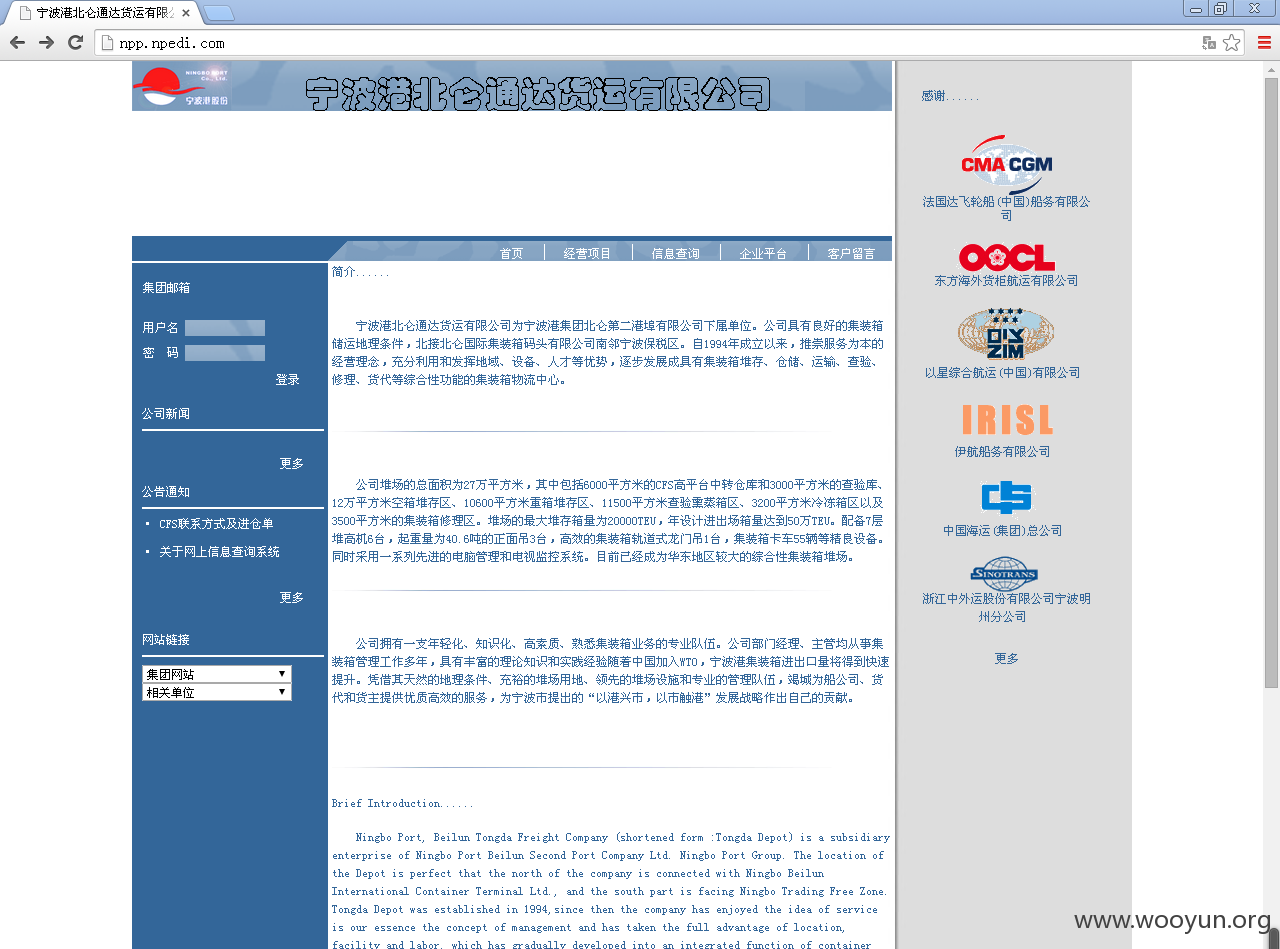 宁波港北仑通达货运有限
npp.npedi.com
NINGBO PORT
Co., Ltd.
宁波港股份
宁波港北仑通达货运有限公司
首页
经营项目
信息查询
企业平台
客户留言
集团邮箱
用户名
密 码
登录
公司新闻
更多
公告通知
• CFS联系方式及进仓单
• 关于网上信息查询系统
更多
网站链接
集团网站
相关单位
简介......
宁波港北仑通达货运有限公司为宁波港集团北仑第二港埠有限公司下属单位。公司具有良好的集装箱
储运地理条件，北接北仑国际集装箱码头有限公司南邻宁波保税区。自1994年成立以来，推崇服务为本的
经营理念，充分利用和发挥地域、设备、人才等优势，逐步发展成具有集装箱堆存、仓储、运输、查验、
修理、货代等综合性功能的集装箱物流中心。
公司堆场的总面积为27万平方米，其中包括6000平方米的CFS高平台中转仓库和3000平方米的查验库、
12万平方米空箱堆存区、10600平方米重箱堆存区、11500平方米查验熏蒸箱区、3200平方米冷冻箱区以及
3500平方米的集装箱修理区。堆场的最大堆存箱量为20000TEU，年设计进出场箱量达到50万TEU。配备7层
堆高机6台，起重量为40.6吨的正面吊3台，高效的集装箱轨道式龙门吊1台，集装箱卡车55辆等精良设备。
同时采用一系列先进的电脑管理和电视监控系统。目前已经成为华东地区较大的综合性集装箱堆场。
公司拥有一支年轻化、知识化、高素质、熟悉集装箱业务的专业队伍。公司部门经理、主管均从事集
装箱管理工作多年，具有丰富的理论知识和实践经验随着中国加入WTO，宁波港集装箱进出口量将得到快速
提升。凭借其天然的地理条件、充裕的堆场用地、领先的堆场设施和专业的管理队伍，竭城为船公司、货
代和货主提供优质高效的服务，为宁波市提出的“以港兴市，以市触港”发展战略作出自己的贡献。
Brief Introduction......
Ningbo Port, Beilun Tongda Freight Company (shortened form :Tongda Depot) is a subsidiary
enterprise of Ningbo Port Beilun Second Port Company Ltd. Ningbo Port Group. The location of
the Depot is perfect that the north of the company is connected with Ningbo Beilun
International Container Terminal Ltd., and the south part is facing Ningbo Trading Free Zone.
Tongda Depot was established in 1994,since then the company has enjoyed the idea of service
is our essence the concept of management and has taken the full advantage of location,
facility and labor, which has gradually developed into an integrated function of container
感谢......
CMA CGM
法国达飞轮船(中国)船务有限公
司
OOCL
东方海外货柜航运有限公司
ZIM
以星综合航运(中国)有限公司
IRISL
伊航船务有限公司
中国海运(集团)总公司
SINOTRANS
浙江中外运股份有限公司宁波明
州分公司
更多
www.wooyun.org